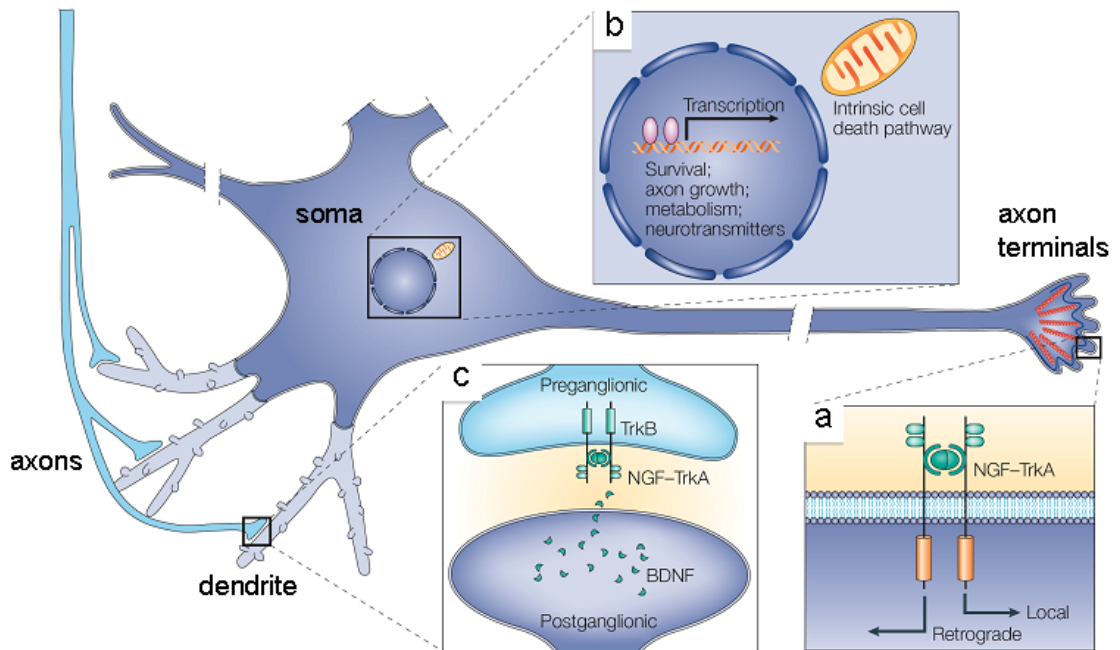 b
Transcription
Survival;
axon growth;
metabolism;
neurotransmitters
Intrinsic cell
death pathway
soma
axon
terminals
axons
dendrite
c
Preganglionic
TrkB
NGF–TrkA
BDNF
Postganglionic
a
NGF–TrkA
Local
Retrograde